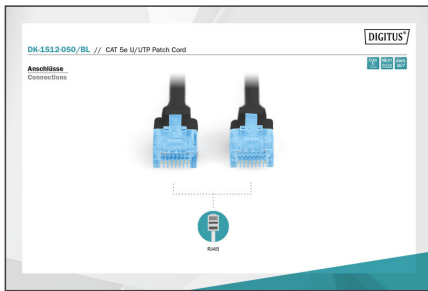 DIGITUS®
DK-1512-050/BL // CAT 5e U/UTP Patch Cord
Anschlüsse
Connections
RJ45